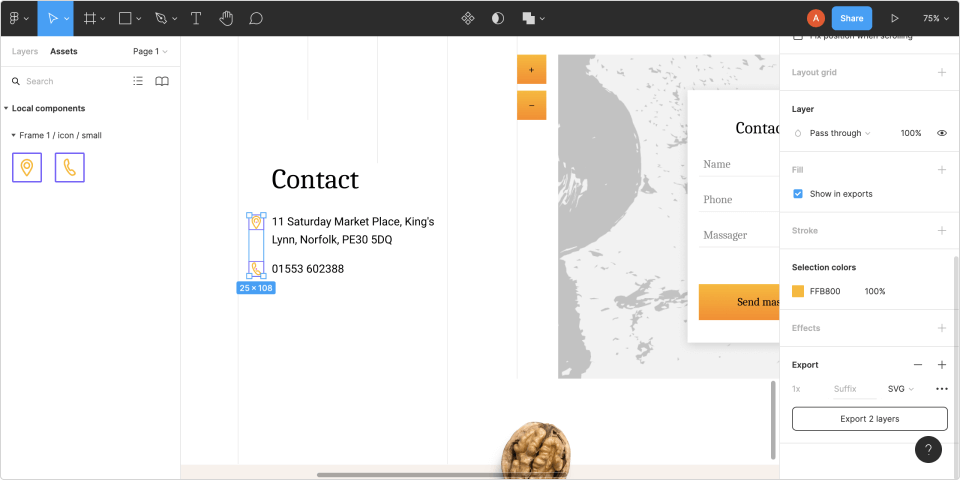 A
Share
75%
Layers
Assets
Page 1
Fix position when scrolling
Search
Layout grid
Local components
Layer
Frame 1 / icon / small
Pass through
100%
Fill
Show in exports
Stroke
Selection colors
FFB800
100%
Effects
Export
1x
Suffix
SVG
Export 2 layers
?
+
−
Contact
11 Saturday Market Place, King's
Lynn, Norfolk, PE30 5DQ
01553 602388
25 × 108
Contac
Name
Phone
Massager
Send mas